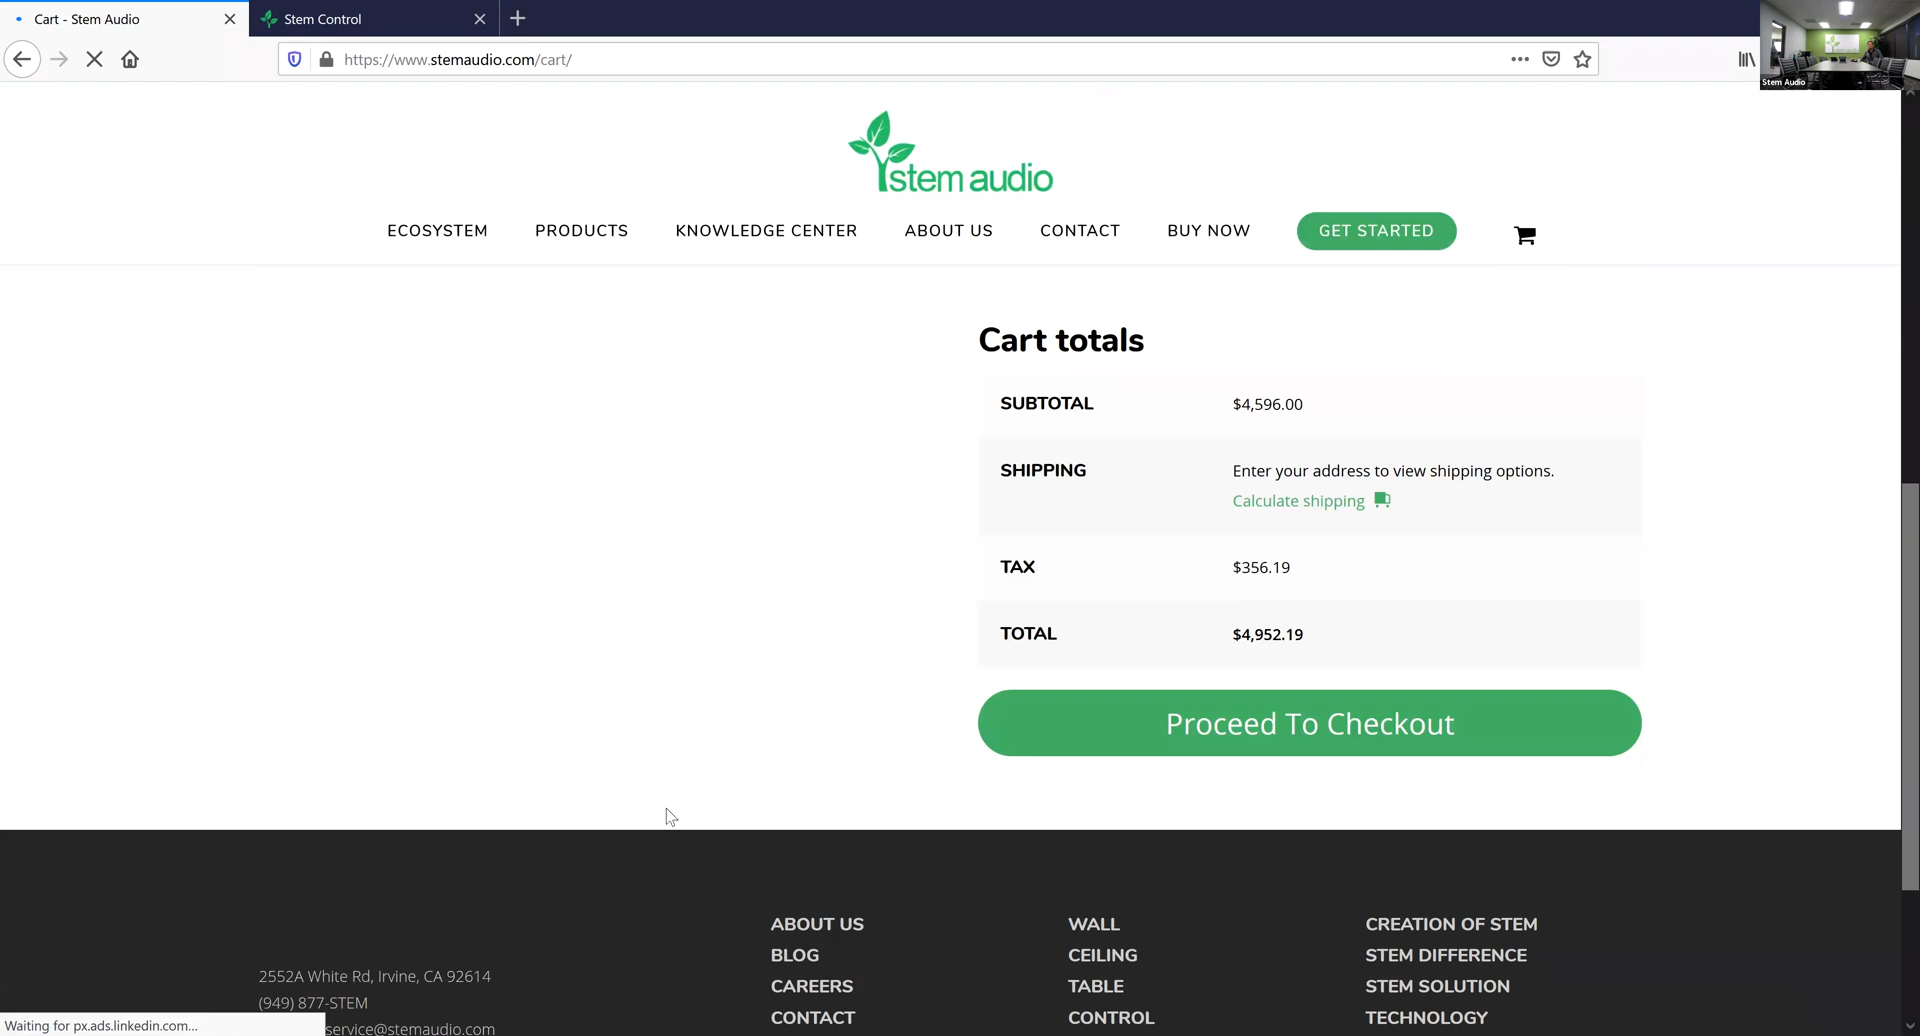 Cart - Stem Audio
Stem Control
https://www.stemaudio.com/cart/
Stem Audio
stem audio
ECOSYSTEM PRODUCTS KNOWLEDGE CENTER ABOUT US CONTACT BUY NOW GET STARTED
Cart totals
SUBTOTAL $4,596.00
SHIPPING Enter your address to view shipping options.
Calculate shipping
TAX $356.19
TOTAL $4,952.19
Proceed To Checkout
ABOUT US WALL CREATION OF STEM
BLOG CEILING STEM DIFFERENCE
2552A White Rd, Irvine, CA 92614
CAREERS TABLE STEM SOLUTION
(949) 877-STEM
CONTACT CONTROL TECHNOLOGY
Waiting for px.ads.linkedin.com...
service@stemaudio.com